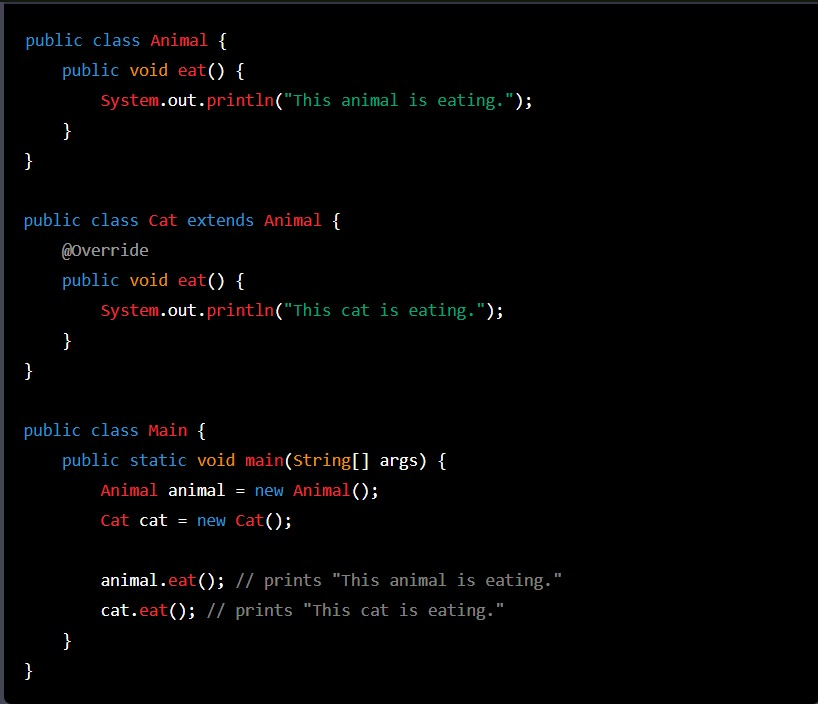 public class Animal {
    public void eat() {
        System.out.println("This animal is eating.");
    }
}

public class Cat extends Animal {
    @Override
    public void eat() {
        System.out.println("This cat is eating.");
    }
}

public class Main {
    public static void main(String[] args) {
        Animal animal = new Animal();
        Cat cat = new Cat();

        animal.eat(); // prints "This animal is eating."
        cat.eat(); // prints "This cat is eating."
    }
}